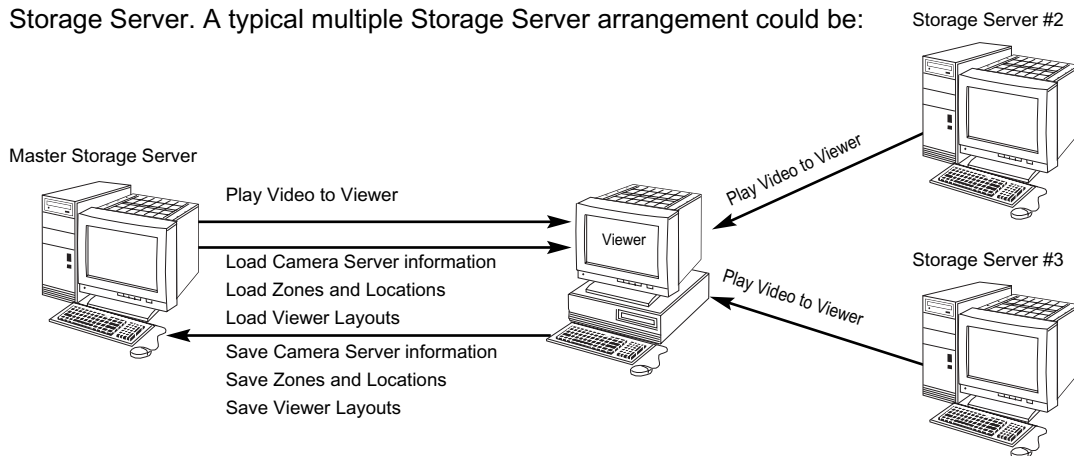 Storage Server. A typical multiple Storage Server arrangement could be:
Storage Server #2
Master Storage Server
Play Video to Viewer
Play Video to Viewer
Viewer
Load Camera Server information
Load Zones and Locations
Load Viewer Layouts
Storage Server #3
Play Video to Viewer
Save Camera Server information
Save Zones and Locations
Save Viewer Layouts